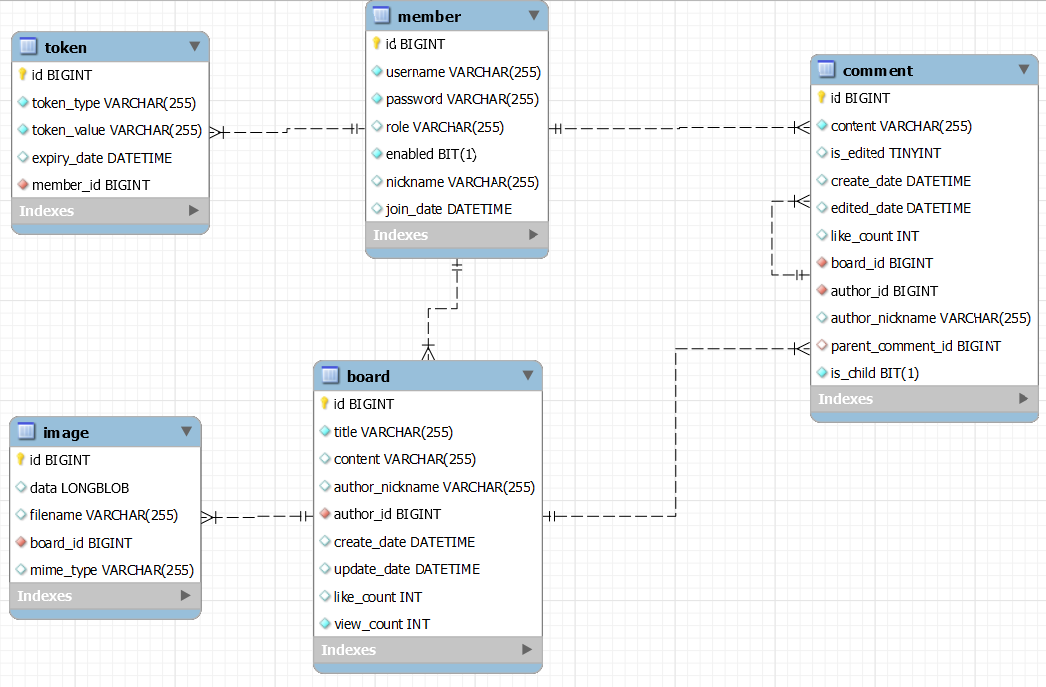 token
id BIGINT
token_type VARCHAR(255)
token_value VARCHAR(255)
expiry_date DATETIME
member_id BIGINT
Indexes
member
id BIGINT
username VARCHAR(255)
password VARCHAR(255)
role VARCHAR(255)
enabled BIT(1)
nickname VARCHAR(255)
join_date DATETIME
Indexes
comment
id BIGINT
content VARCHAR(255)
is_edited TINYINT
create_date DATETIME
edited_date DATETIME
like_count INT
board_id BIGINT
author_id BIGINT
author_nickname VARCHAR(255)
parent_comment_id BIGINT
is_child BIT(1)
Indexes
image
id BIGINT
data LONGBLOB
filename VARCHAR(255)
board_id BIGINT
mime_type VARCHAR(255)
Indexes
board
id BIGINT
title VARCHAR(255)
content VARCHAR(255)
author_nickname VARCHAR(255)
author_id BIGINT
create_date DATETIME
update_date DATETIME
like_count INT
view_count INT
Indexes